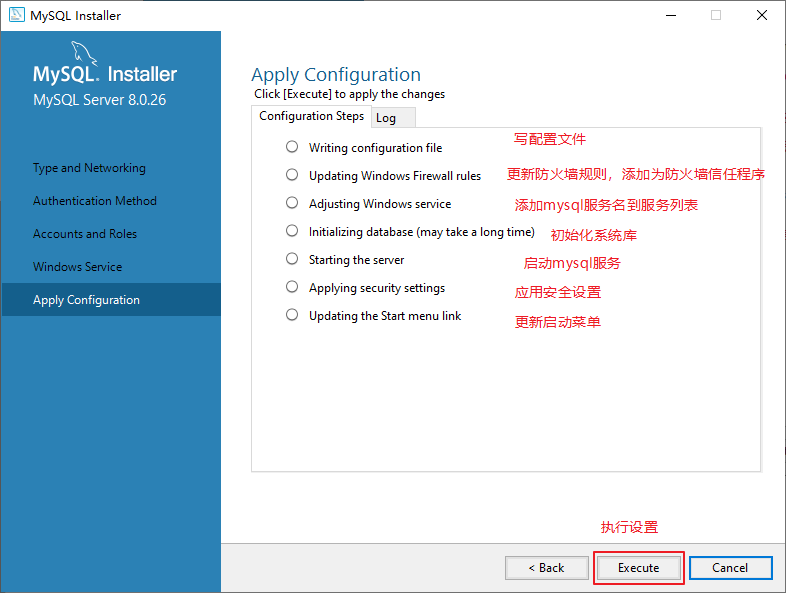 MySQL Installer
MySQL. Installer
MySQL Server 8.0.26
Type and Networking
Authentication Method
Accounts and Roles
Windows Service
Apply Configuration
Apply Configuration
Click [Execute] to apply the changes
Configuration Steps Log
Writing configuration file 写配置文件
Updating Windows Firewall rules 更新防火墙规则，添加为防火墙信任程序
Adjusting Windows service 添加mysql服务名到服务列表
Initializing database (may take a long time) 初始化系统库
Starting the server 启动mysql服务
Applying security settings 应用安全设置
Updating the Start menu link 更新启动菜单
执行设置
< Back Execute Cancel